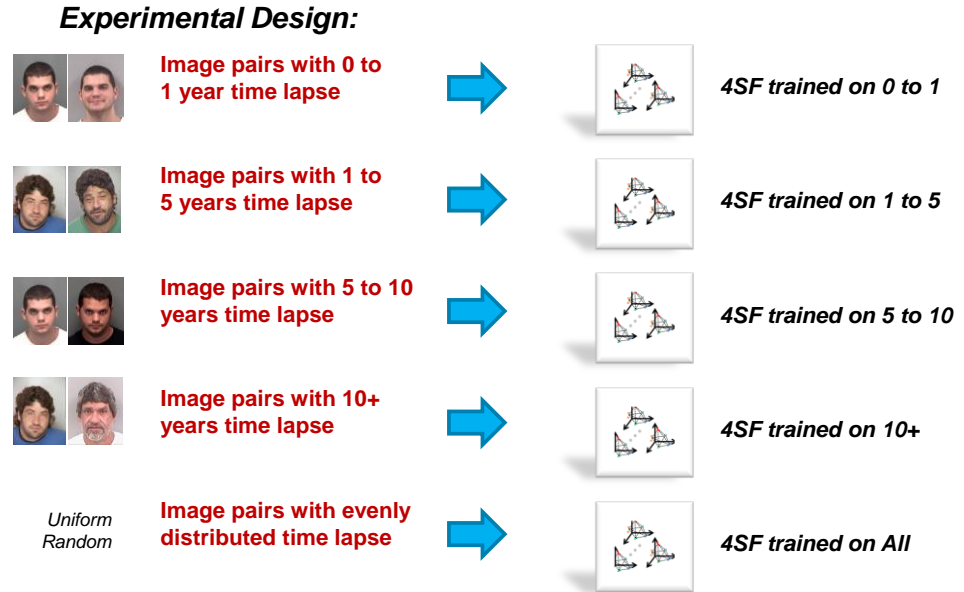 Experimental Design:
Image pairs with 0 to
1 year time lapse
4SF trained on 0 to 1
Image pairs with 1 to
5 years time lapse
4SF trained on 1 to 5
Image pairs with 5 to 10
years time lapse
4SF trained on 5 to 10
Image pairs with 10+
years time lapse
4SF trained on 10+
Uniform
Random
Image pairs with evenly
distributed time lapse
4SF trained on All